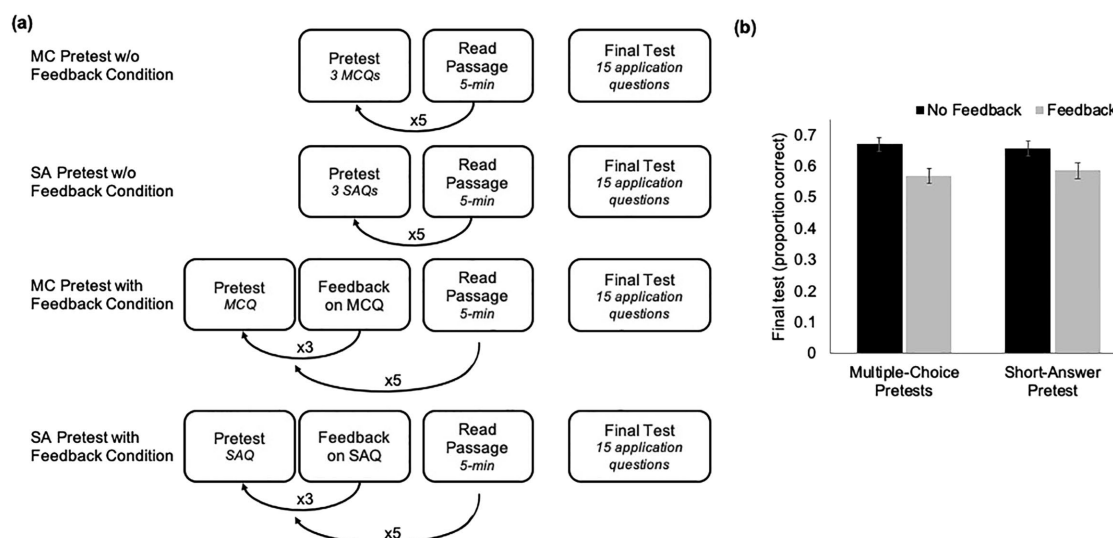 (a)
MC Pretest w/o
Feedback Condition
Pretest
3 MCQs
Read
Passage
5-min
Final Test
15 application
questions
x5
SA Pretest w/o
Feedback Condition
Pretest
3 SAQs
Read
Passage
5-min
Final Test
15 application
questions
x5
MC Pretest with
Feedback Condition
Pretest
MCQ
Feedback
on MCQ
Read
Passage
5-min
Final Test
15 application
questions
x3
x5
SA Pretest with
Feedback Condition
Pretest
SAQ
Feedback
on SAQ
Read
Passage
5-min
Final Test
15 application
questions
x3
x5
(b)
No Feedback
Feedback
Final test (proportion correct)
0.7
0.6
0.5
0.4
0.3
0.2
0.1
0
Multiple-Choice
Pretests
Short-Answer
Pretest